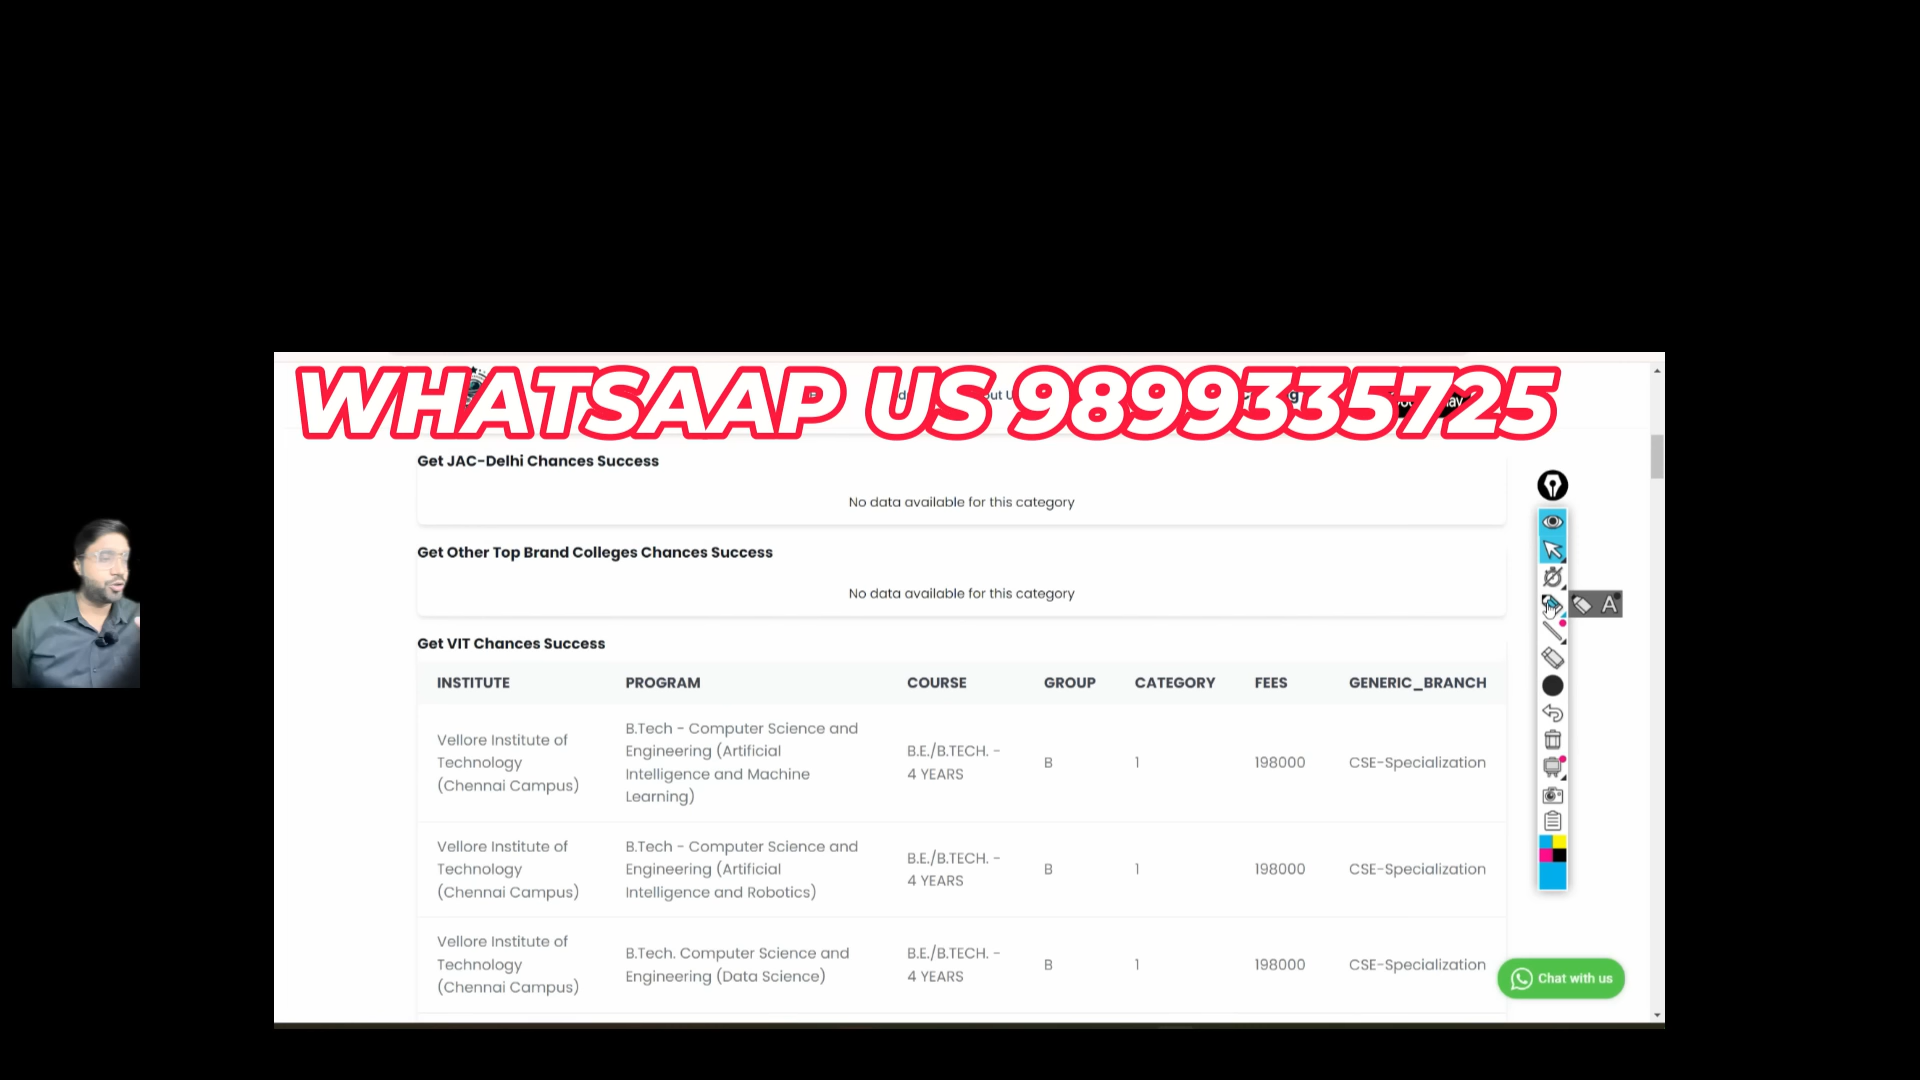 WHATSAAP US 9899335725
Get JAC-Delhi Chances Success
No data available for this category
Get Other Top Brand Colleges Chances Success
No data available for this category
Get VIT Chances Success
INSTITUTE PROGRAM COURSE GROUP CATEGORY FEES GENERIC_BRANCH
Vellore Institute of
Technology
(Chennai Campus)
B.Tech - Computer Science and
Engineering (Artificial
Intelligence and Machine
Learning)
B.E./B.TECH. -
4 YEARS
B
1
198000
CSE-Specialization
Vellore Institute of
Technology
(Chennai Campus)
B.Tech - Computer Science and
Engineering (Artificial
Intelligence and Robotics)
B.E./B.TECH. -
4 YEARS
B
1
198000
CSE-Specialization
Vellore Institute of
Technology
(Chennai Campus)
B.Tech. Computer Science and
Engineering (Data Science)
B.E./B.TECH. -
4 YEARS
B
1
198000
CSE-Specialization
A
Chat with us